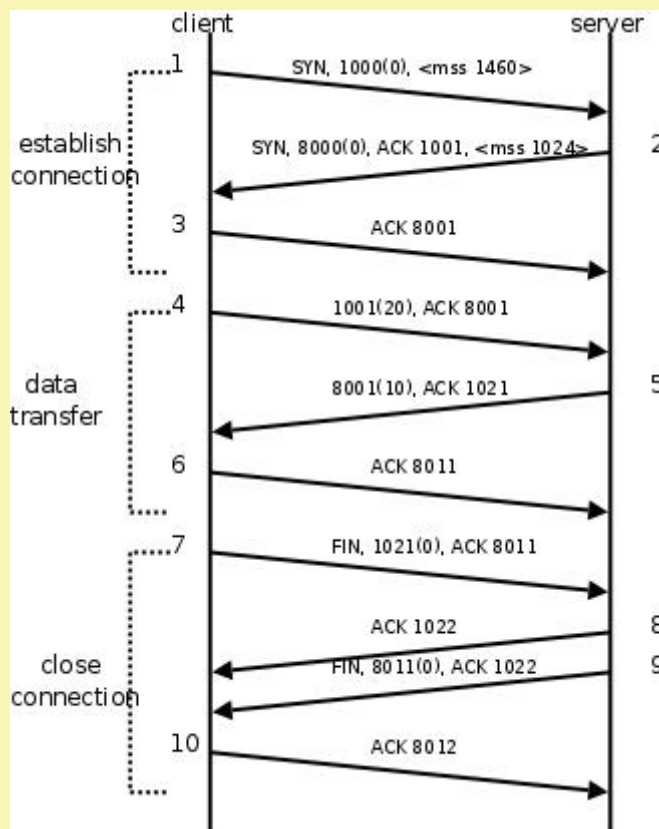 client server
1 SYN, 1000(0), <mss 1460>
establish
connection
SYN, 8000(0), ACK 1001, <mss 1024> 2
3 ACK 8001
4 1001(20), ACK 8001
data
transfer
8001(10), ACK 1021 5
6 ACK 8011
7 FIN, 1021(0), ACK 8011
ACK 1022 8
close
connection
FIN, 8011(0), ACK 1022 9
10 ACK 8012